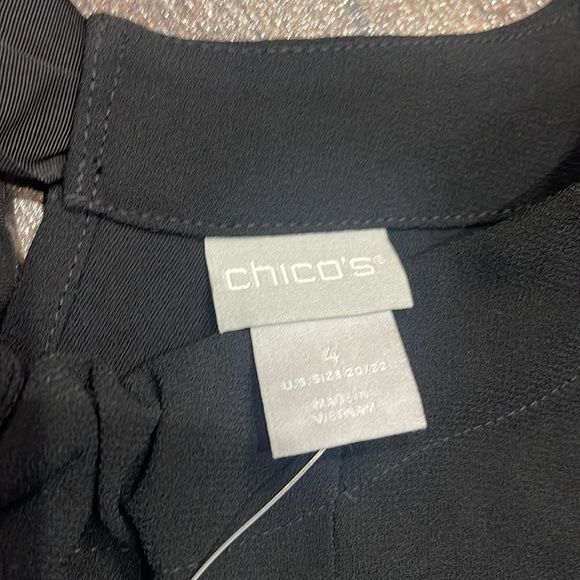 chico's®
4
U.S. SIZE 20/22
MADE IN
VIETNAM